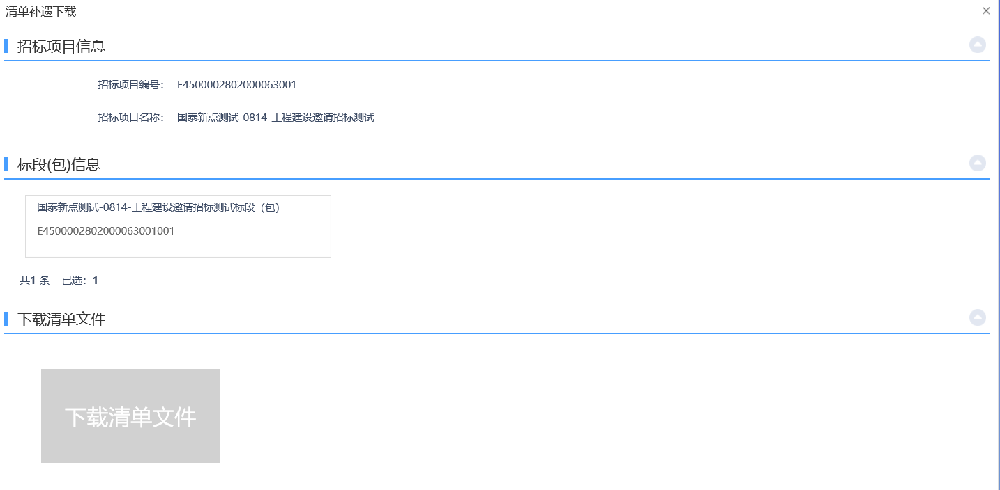 清单补遗下载
招标项目信息
招标项目编号： E4500002802000063001
招标项目名称： 国泰新点测试-0814-工程建设邀请招标测试
标段(包)信息
国泰新点测试-0814-工程建设邀请招标测试标段（包）
E4500002802000063001001
共1 条 已选：1
下载清单文件
下载清单文件